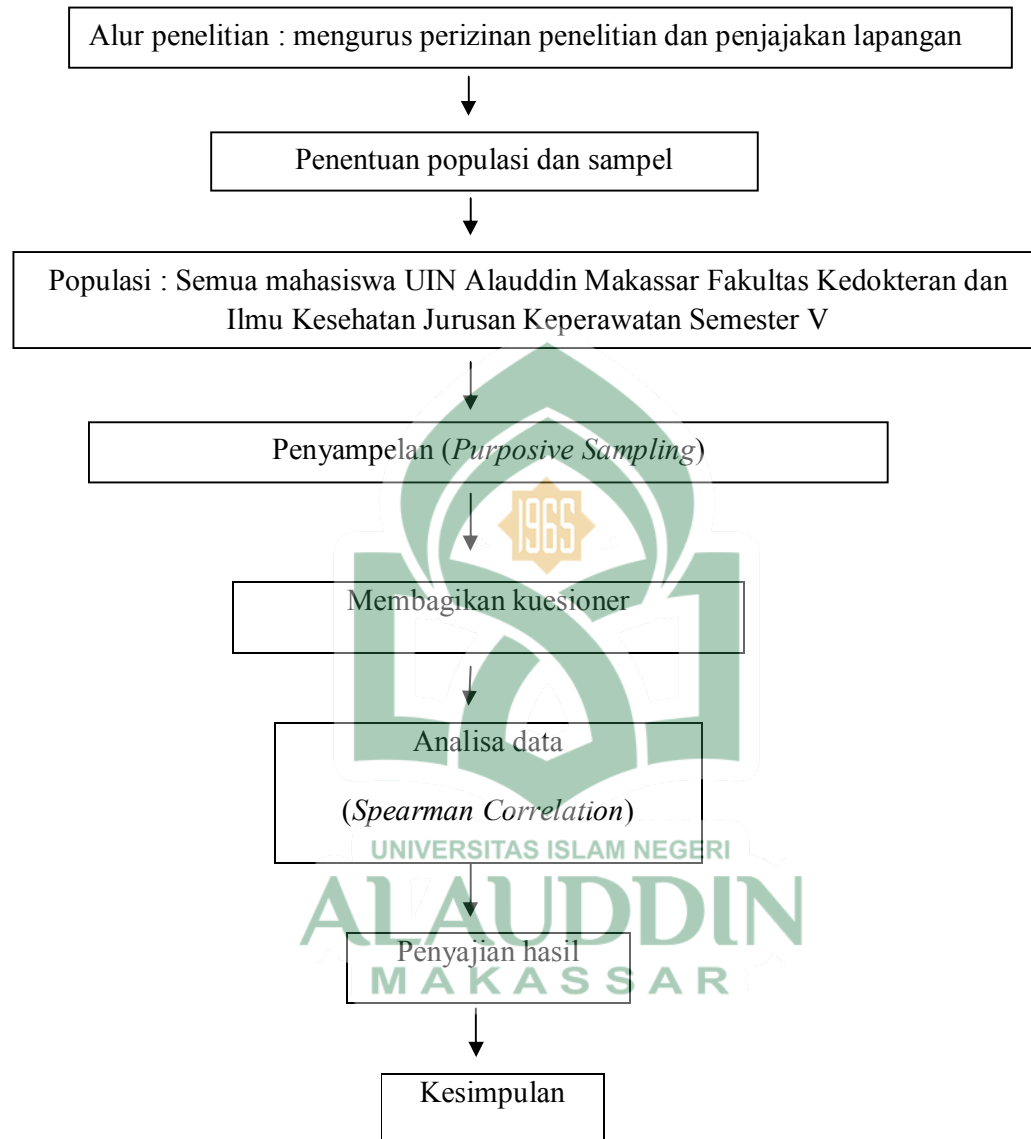 Alur penelitian : mengurus perizinan penelitian dan penjajakan lapangan
Penentuan populasi dan sampel
Populasi : Semua mahasiswa UIN Alauddin Makassar Fakultas Kedokteran dan
Ilmu Kesehatan Jurusan Keperawatan Semester V
Penyampelan (Purposive Sampling)
1965
Membagikan kuesioner
Analisa data
(Spearman Correlation)
UNIVERSITAS ISLAM NEGERI
ALAUDDIN
Penyajian hasil
MAKASSAR
Kesimpulan